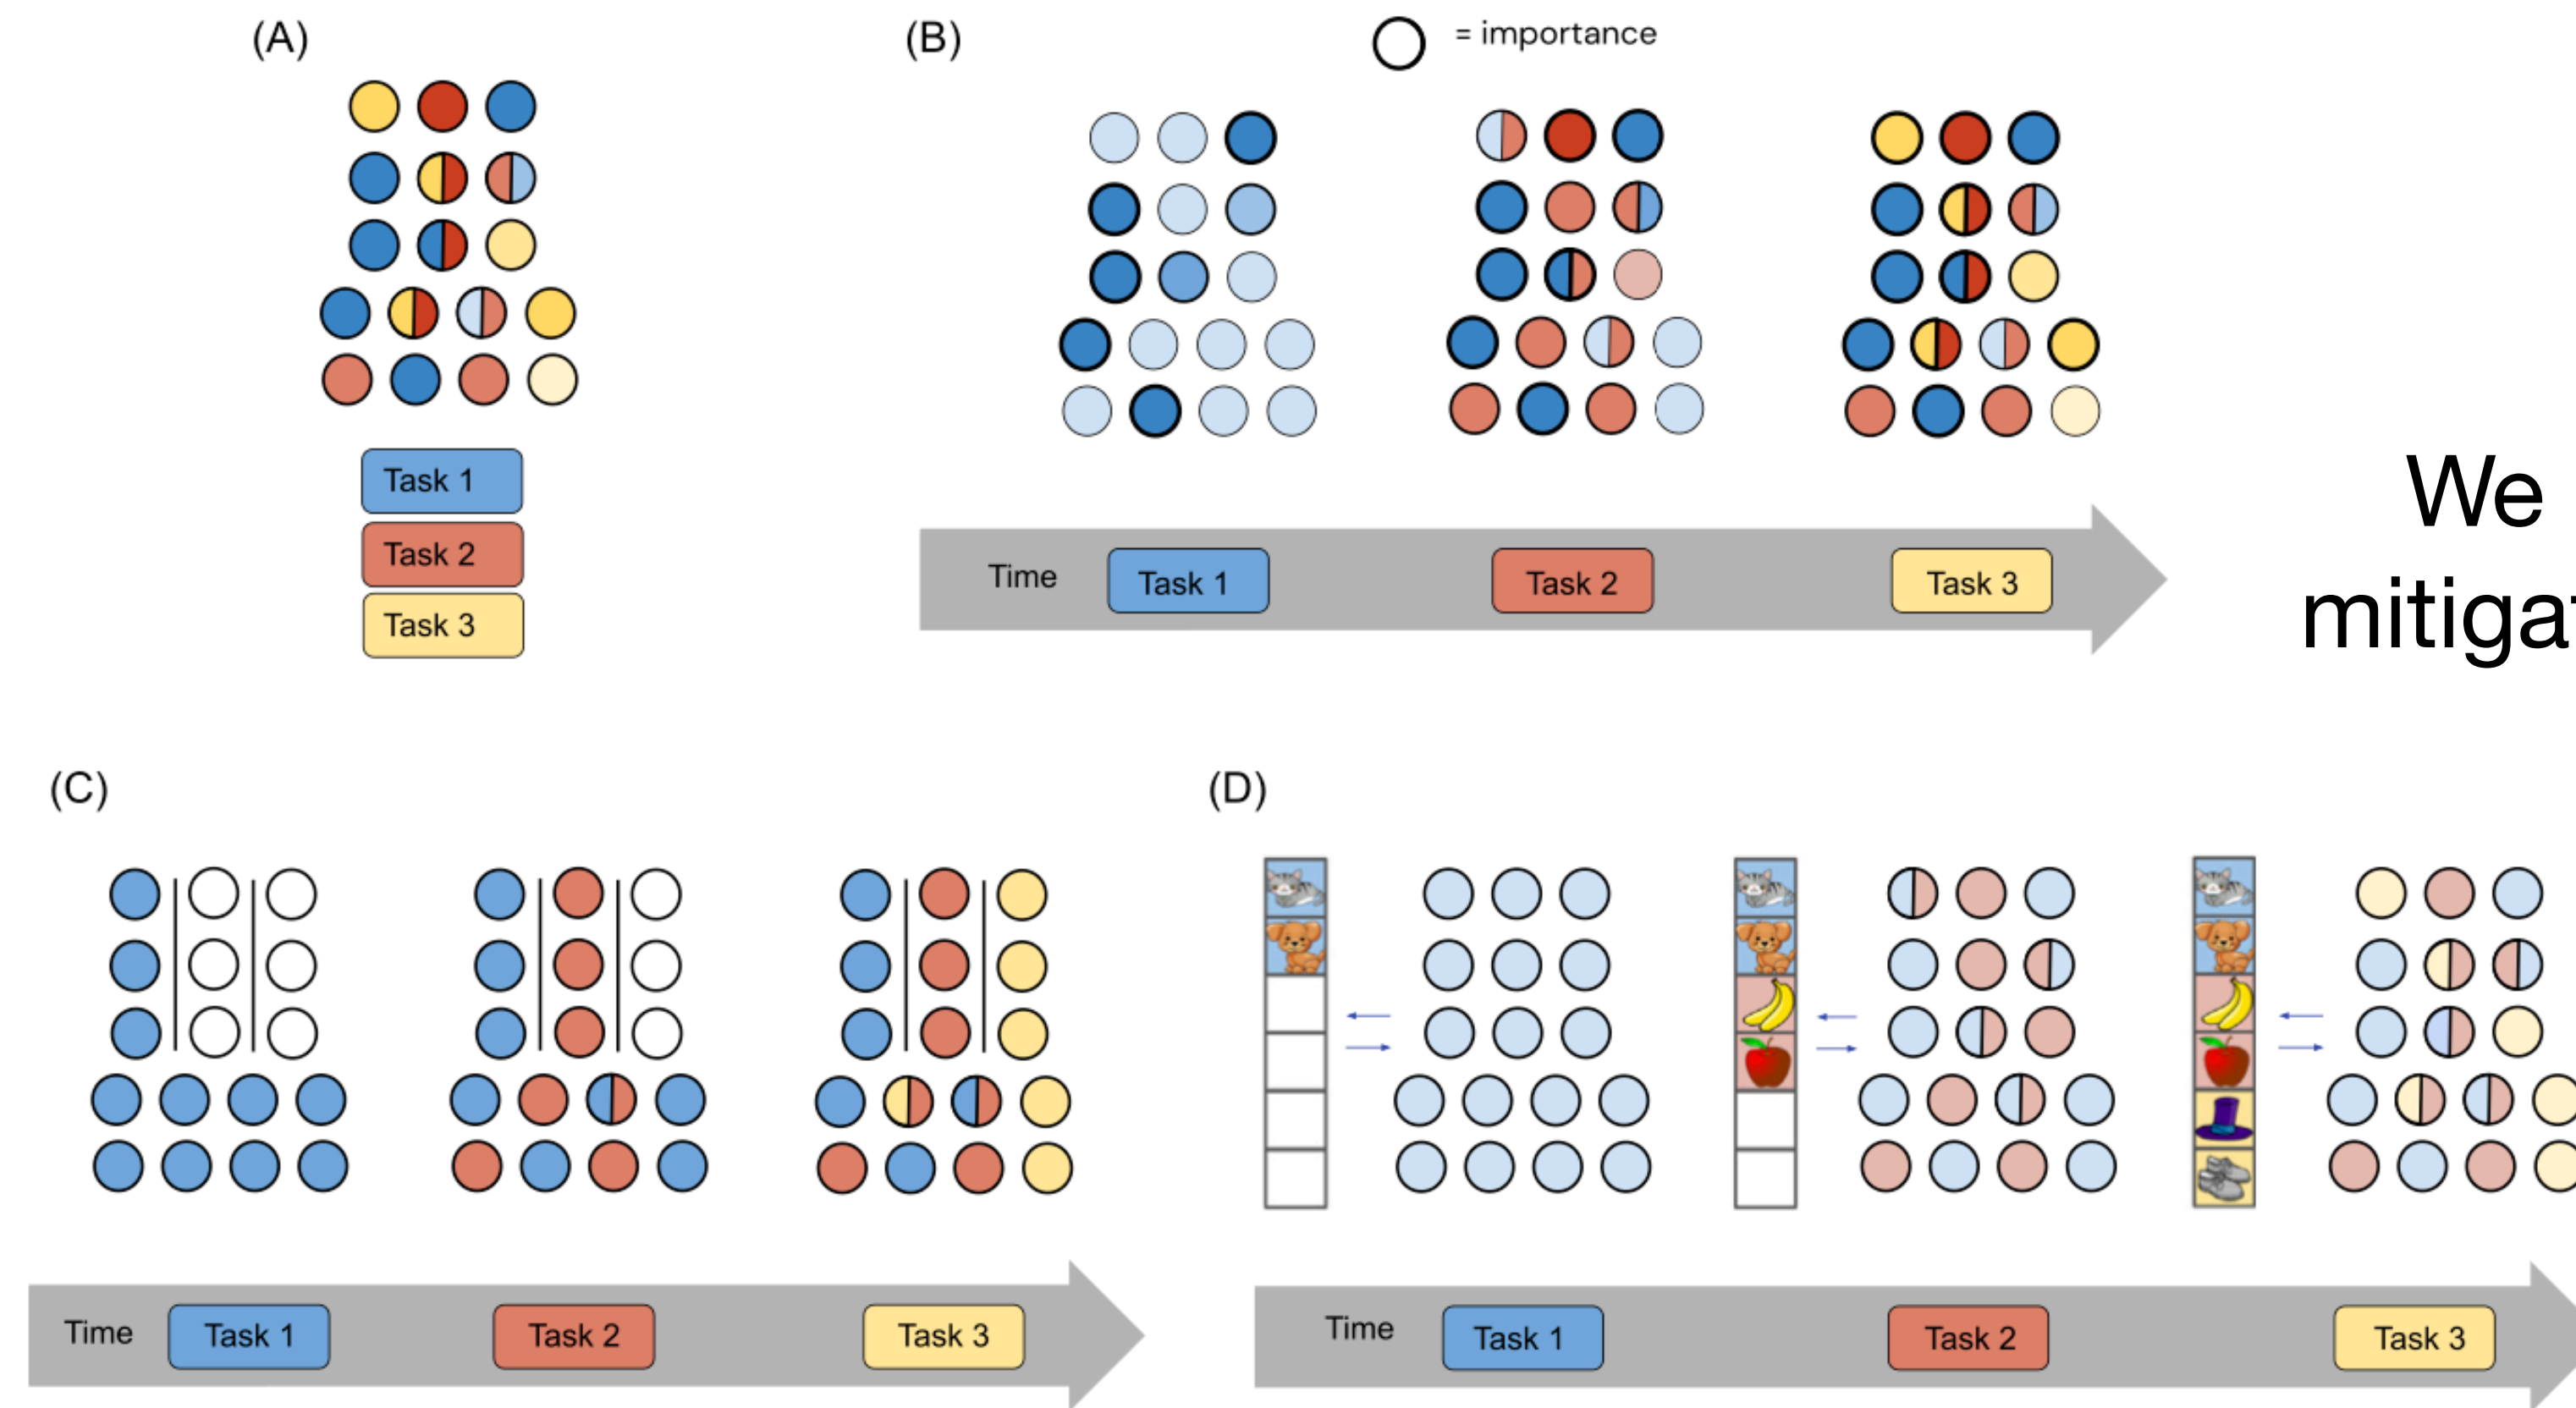 (A)
Task 1
Task 2
Task 3
(B)
= importance
Time Task 1 Task 2 Task 3
We
mitigat
(C)
Time Task 1 Task 2 Task 3
(D)
Time Task 1 Task 2 Task 3